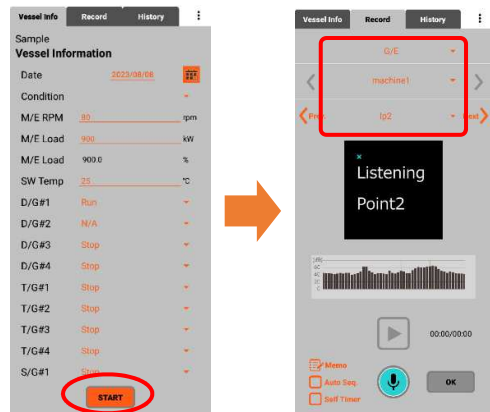 Vessel Info Record History
Sample
Vessel Information
Date 2023/08/08
Condition
M/E RPM 80 rpm
M/E Load 900 kW
M/E Load 900.0 %
SW Temp 25 °C
D/G#1 Run
D/G#2 N/A
D/G#3 Stop
D/G#4 Stop
T/G#1 Stop
T/G#2 Stop
T/G#3 Stop
T/G#4 Stop
S/G#1 Stop
START
Vessel Info Record History
G/E
machine1
Prev lp2 Next
×
Listening
Point2
00:00/00:00
Memo
Auto Seq
Self Timer
OK